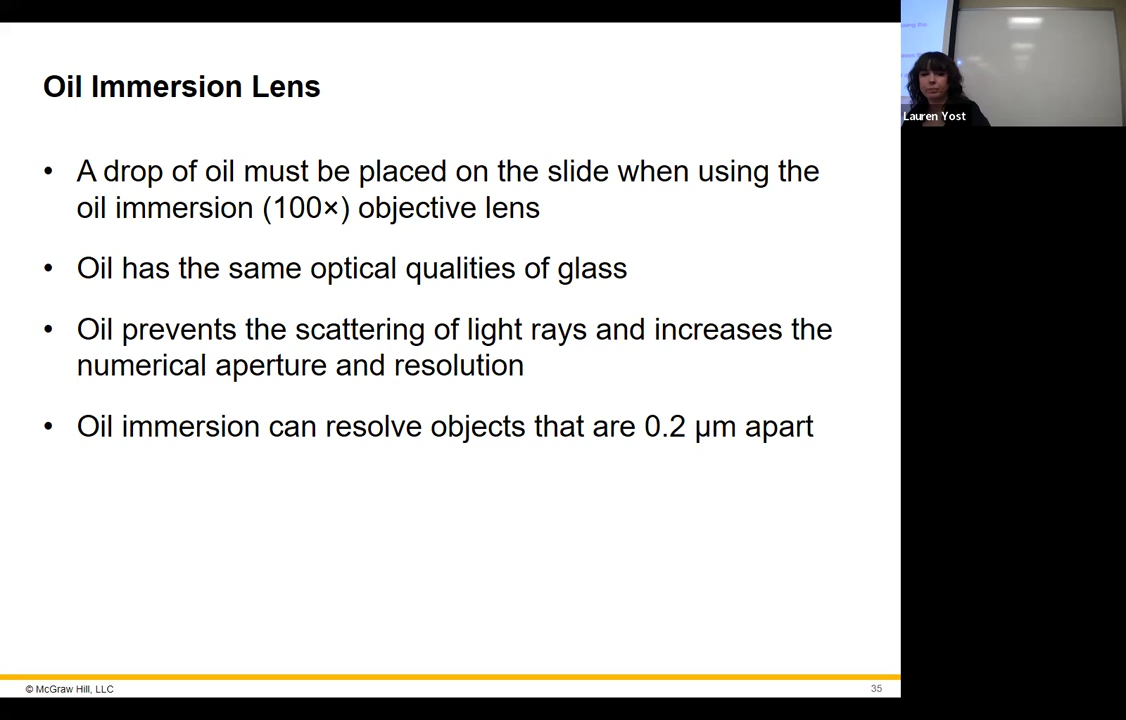 Oil Immersion Lens
• A drop of oil must be placed on the slide when using the
oil immersion (100×) objective lens
• Oil has the same optical qualities of glass
• Oil prevents the scattering of light rays and increases the
numerical aperture and resolution
• Oil immersion can resolve objects that are 0.2 µm apart
© McGraw Hill, LLC
35
Lauren Yost